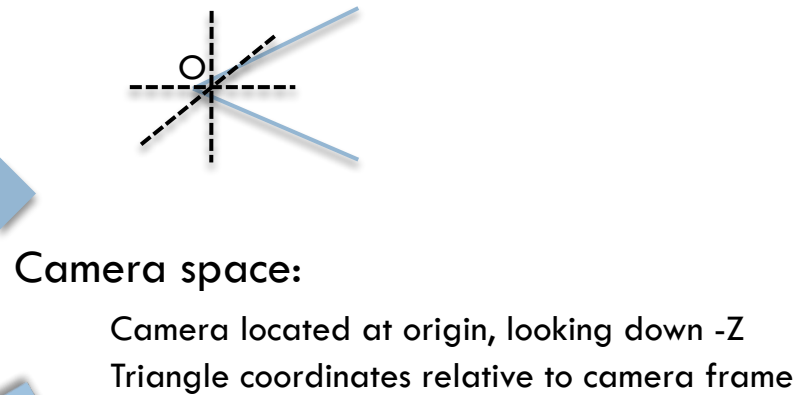 O
Camera space:
Camera located at origin, looking down -Z
Triangle coordinates relative to camera frame